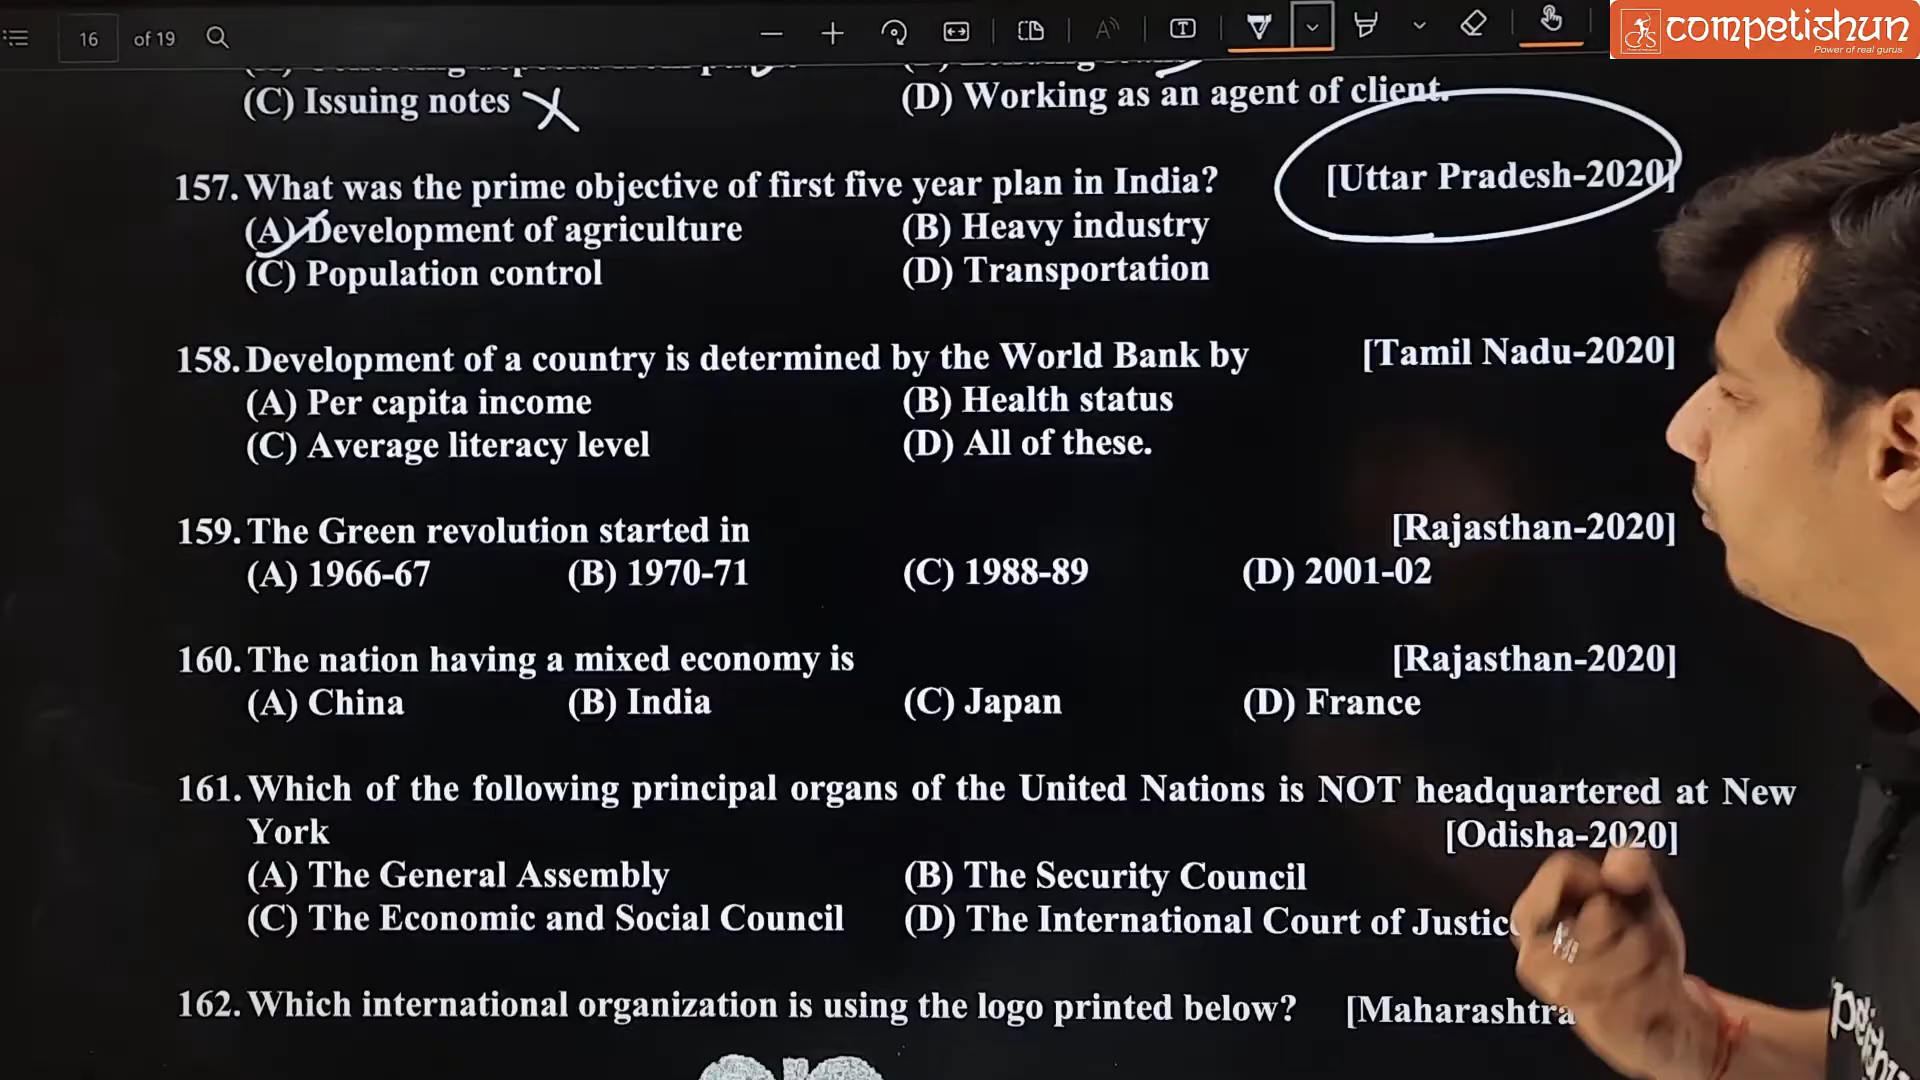 16 of 19
competishun
Power of real gurus
(C) Issuing notes (D) Working as an agent of client.
157. What was the prime objective of first five year plan in India? [Uttar Pradesh-2020]
(A) Development of agriculture (B) Heavy industry
(C) Population control (D) Transportation
158. Development of a country is determined by the World Bank by [Tamil Nadu-2020]
(A) Per capita income (B) Health status
(C) Average literacy level (D) All of these.
159. The Green revolution started in [Rajasthan-2020]
(A) 1966-67 (B) 1970-71 (C) 1988-89 (D) 2001-02
160. The nation having a mixed economy is [Rajasthan-2020]
(A) China (B) India (C) Japan (D) France
161. Which of the following principal organs of the United Nations is NOT headquartered at New
York [Odisha-2020]
(A) The General Assembly (B) The Security Council
(C) The Economic and Social Council (D) The International Court of Justice
162. Which international organization is using the logo printed below? [Maharashtra